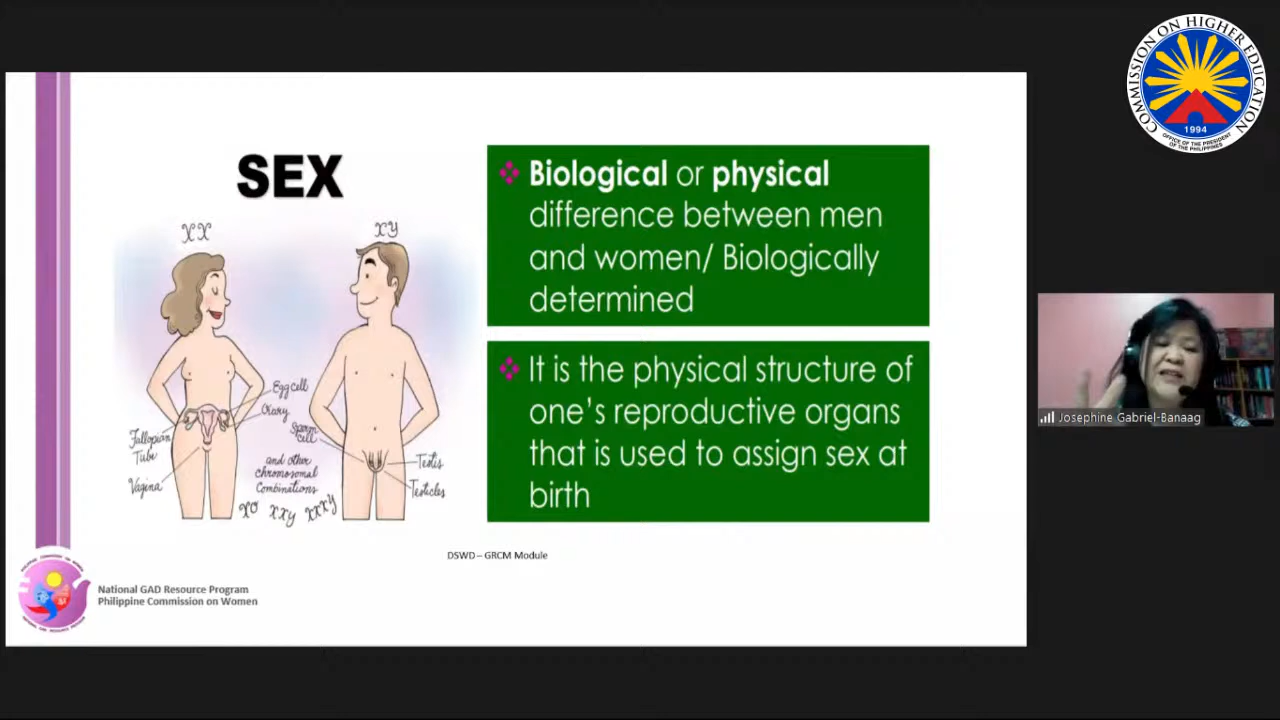 COMMISSION ON HIGHER EDUCATION
1994
OFFICE OF THE PRESIDENT
OF THE PHILIPPINES
SEX
XX
XY
Egg cell
Ovary
Sperm
cell
Fallopian
Tube
Vagina
and other
chromosomal
Combinations
XO XXY XXXY
Testis
Testicles
❖ Biological or physical
difference between men
and women/ Biologically
determined
❖ It is the physical structure of
one's reproductive organs
that is used to assign sex at
birth
DSWD – GRCM Module
National GAD Resource Program
Philippine Commission on Women
Josephine Gabriel-Banaag